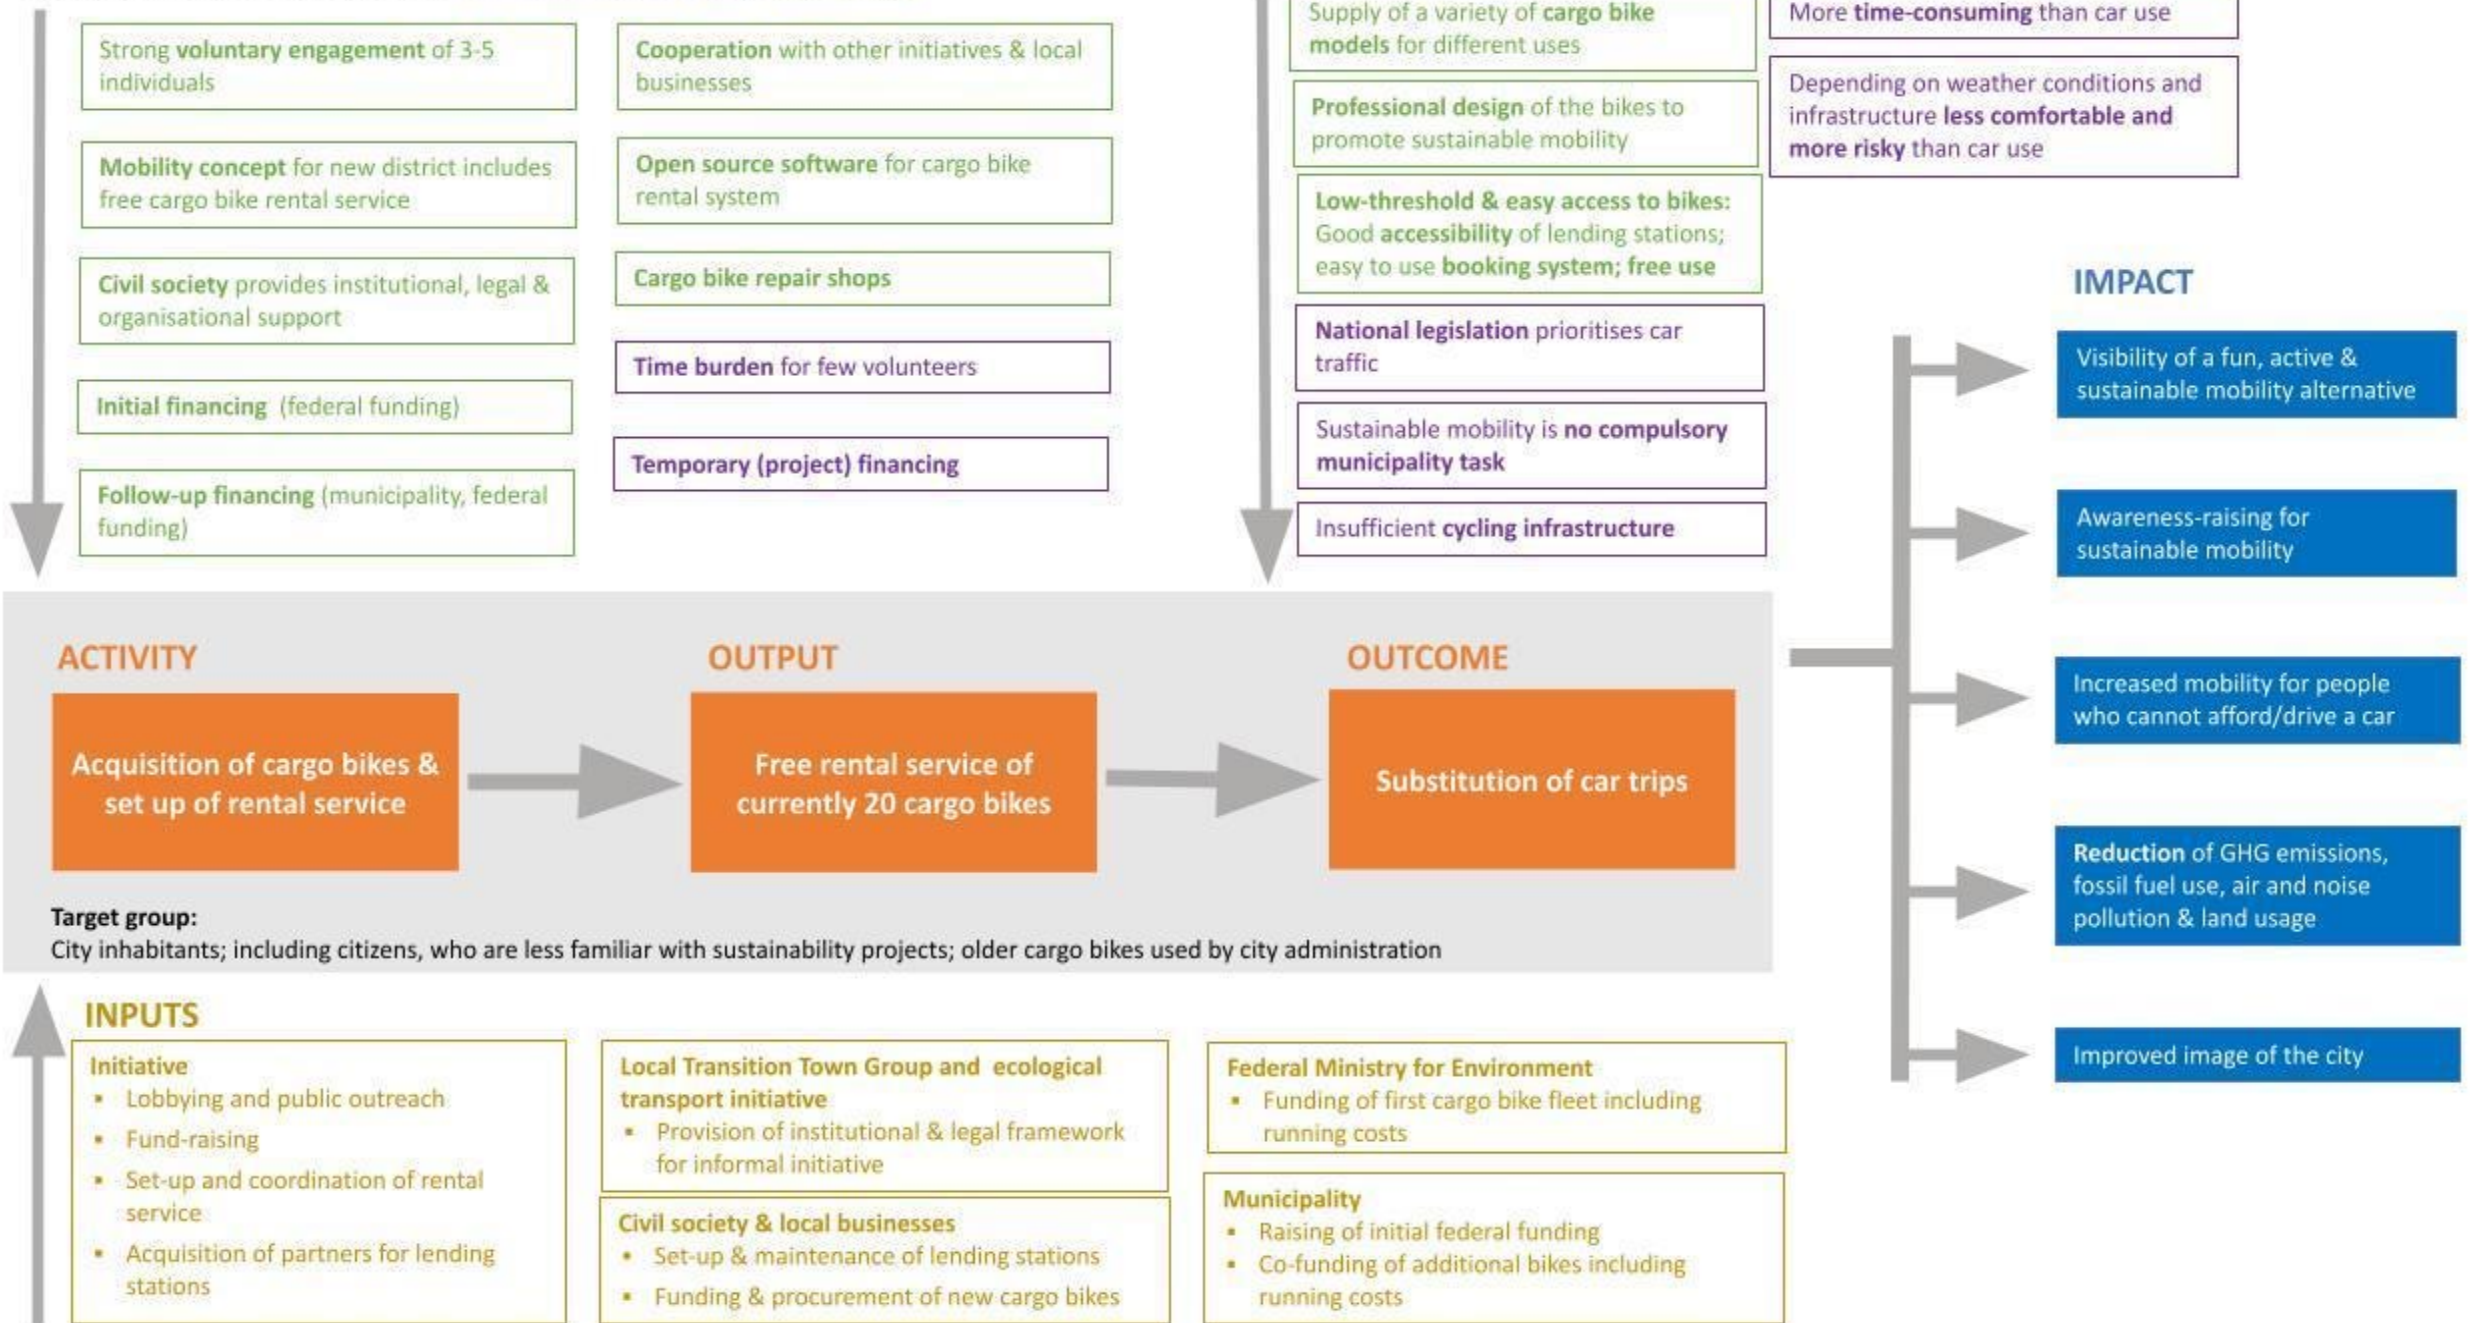 Strong voluntary engagement of 3-5
individuals
Mobility concept for new district includes
free cargo bike rental service
Civil society provides institutional, legal &
organisational support
Initial financing (federal funding)
Follow-up financing (municipality, federal
funding)
Cooperation with other initiatives & local
businesses
Open source software for cargo bike
rental system
Cargo bike repair shops
Time burden for few volunteers
Temporary (project) financing
Supply of a variety of cargo bike
models for different uses
Professional design of the bikes to
promote sustainable mobility
Low-threshold & easy access to bikes:
Good accessibility of lending stations;
easy to use booking system; free use
National legislation prioritises car
traffic
Sustainable mobility is no compulsory
municipality task
Insufficient cycling infrastructure
More time-consuming than car use
Depending on weather conditions and
infrastructure less comfortable and
more risky than car use
ACTIVITY
Acquisition of cargo bikes &
set up of rental service
OUTPUT
Free rental service of
currently 20 cargo bikes
OUTCOME
Substitution of car trips
Target group:
City inhabitants; including citizens, who are less familiar with sustainability projects; older cargo bikes used by city administration
IMPACT
Visibility of a fun, active &
sustainable mobility alternative
Awareness-raising for
sustainable mobility
Increased mobility for people
who cannot afford/drive a car
Reduction of GHG emissions,
fossil fuel use, air and noise
pollution & land usage
Improved image of the city
INPUTS
Initiative
▪ Lobbying and public outreach
▪ Fund-raising
▪ Set-up and coordination of rental
service
▪ Acquisition of partners for lending
stations
Local Transition Town Group and ecological
transport initiative
▪ Provision of institutional & legal framework
for informal initiative
Civil society & local businesses
▪ Set-up & maintenance of lending stations
▪ Funding & procurement of new cargo bikes
Federal Ministry for Environment
▪ Funding of first cargo bike fleet including
running costs
Municipality
▪ Raising of initial federal funding
▪ Co-funding of additional bikes including
running costs